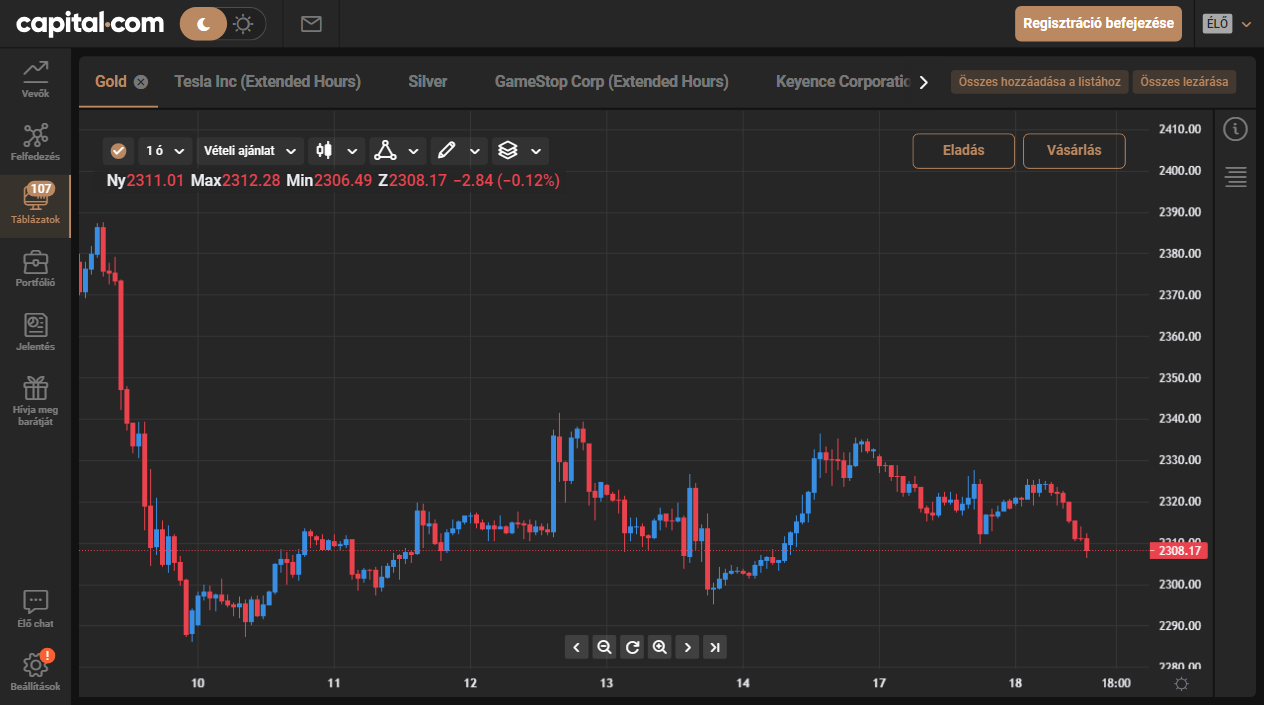 capital.com
Regisztráció befejezése
ÉLŐ
Vevők
Felfedezés
107
Táblázatok
Portfólió
Jelentés
Hívja meg
barátját
Élő chat
!
Beállítások
Gold
Tesla Inc (Extended Hours)
Silver
GameStop Corp (Extended Hours)
Keyence Corporatic
Összes hozzáadása a listához
Összes lezárása
1 ó
Vételi ajánlat
Eladás
Vásárlás
Ny2311.01 Max2312.28 Min2306.49 Z2308.17 −2.84 (−0.12%)
2410.00
2400.00
2390.00
2380.00
2370.00
2360.00
2350.00
2340.00
2330.00
2320.00
2310.00
2308.17
2300.00
2290.00
2280.00
10 11 12 13 14 17 18 18:00